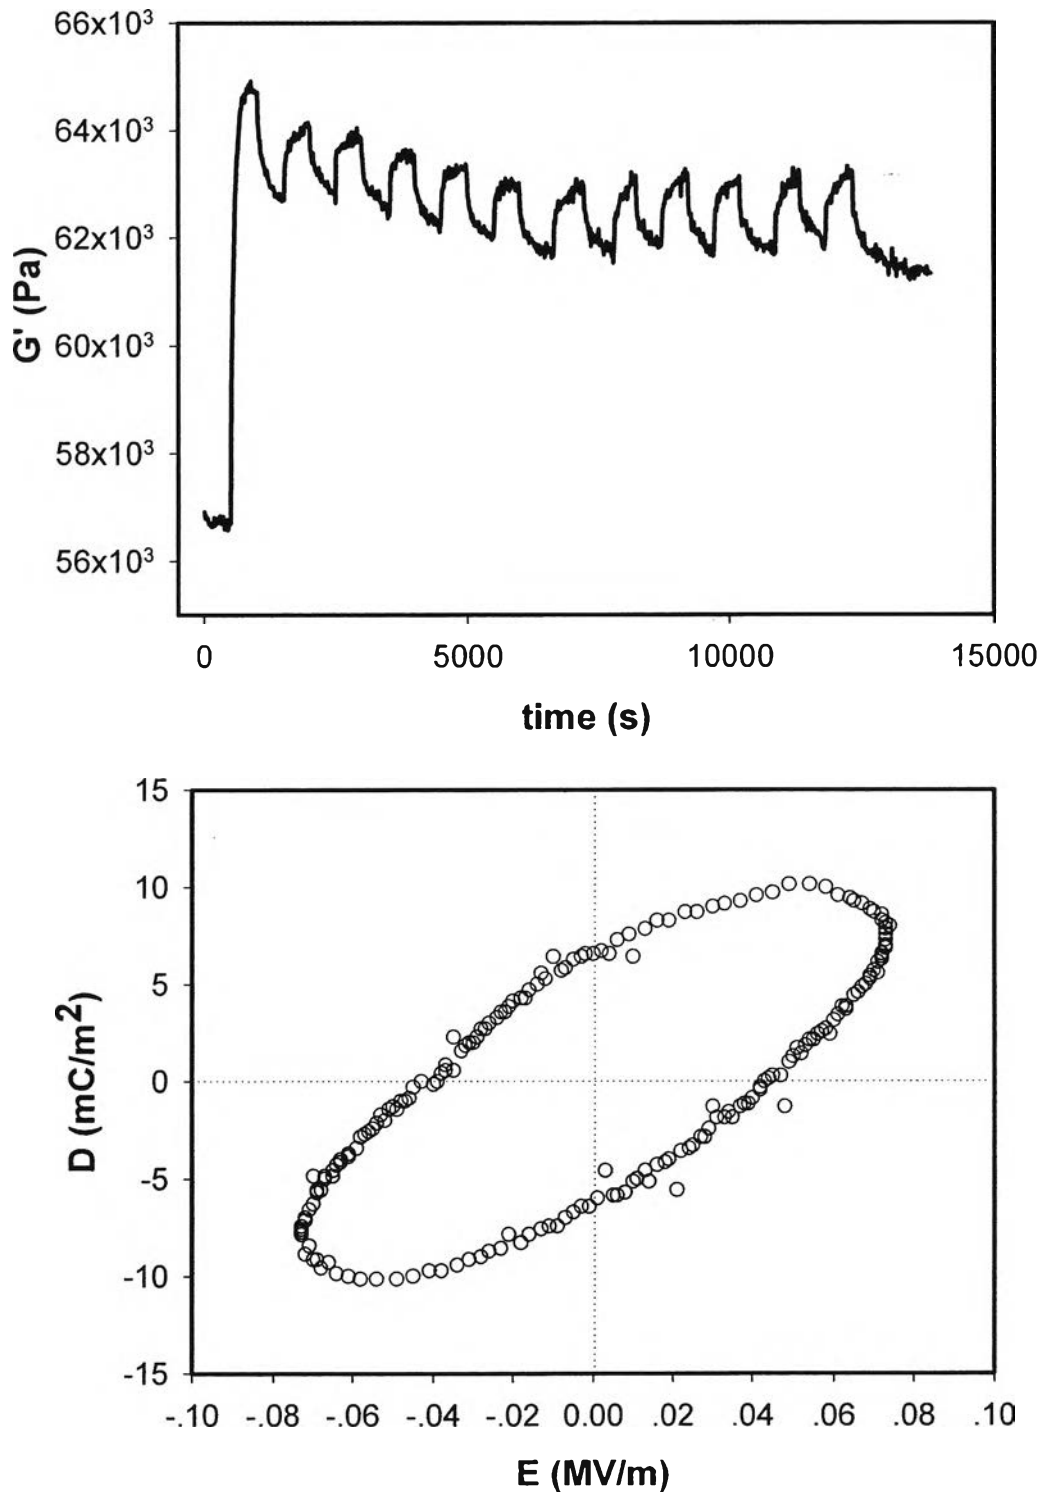 66x10³
64x10³
62x10³
60x10³
58x10³
56x10³
G' (Pa)
0 5000 10000 15000
time (s)
15
10
5
0
-5
-10
-15
D (mC/m²)
-.10 -.08 -.06 -.04 -.02 0.00 .02 .04 .06 .08 .10
E (MV/m)